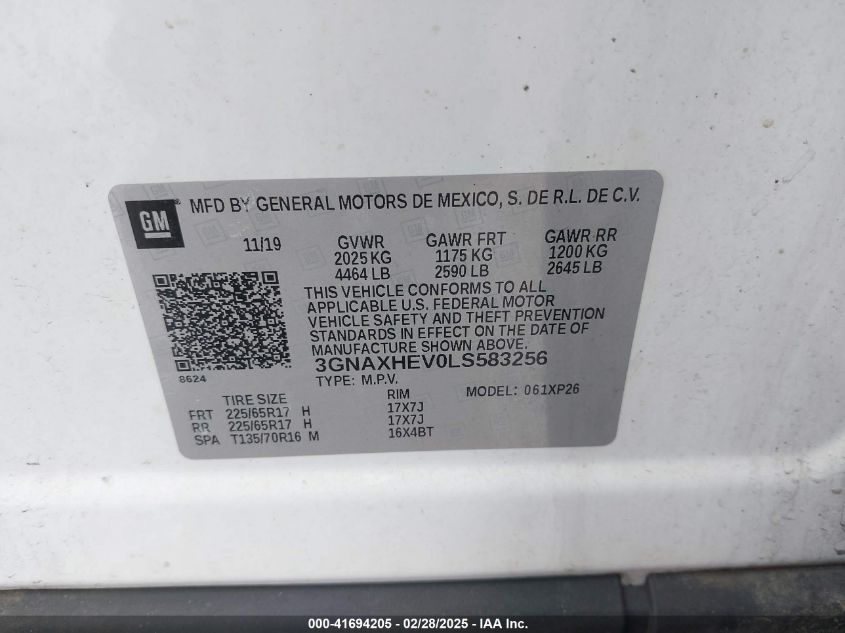 GM
MFD BY GENERAL MOTORS DE MEXICO, S. DE R.L. DE C.V.
11/19 GVWR GAWR FRT GAWR RR
2025 KG 1175 KG 1200 KG
4464 LB 2590 LB 2645 LB
THIS VEHICLE CONFORMS TO ALL
APPLICABLE U.S. FEDERAL MOTOR
VEHICLE SAFETY AND THEFT PREVENTION
STANDARDS IN EFFECT ON THE DATE OF
MANUFACTURE SHOWN ABOVE.
3GNAXHEV0LS583256
8624 TYPE: M.P.V. MODEL: 061XP26
TIRE SIZE RIM
FRT 225/65R17 H 17X7J
RR 225/65R17 H 17X7J
SPA T135/70R16 M 16X4BT
000-41694205 - 02/28/2025 - © IAA Inc.